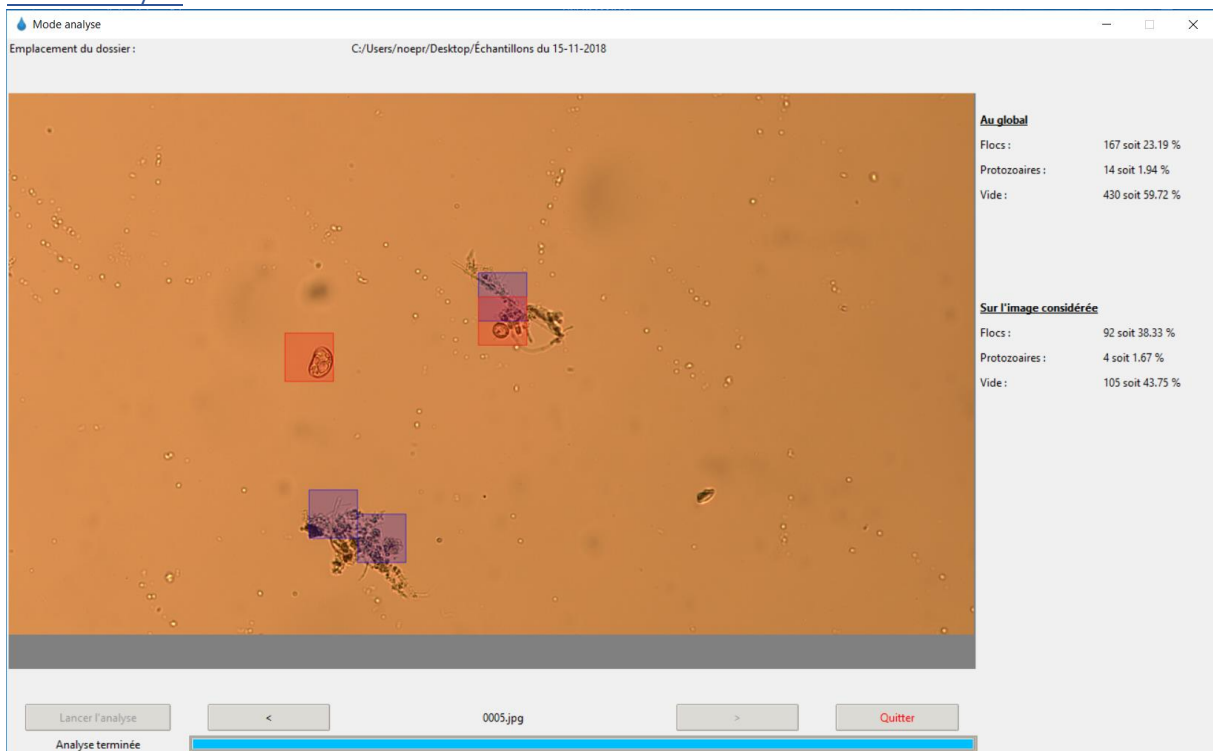 Mode analyse
Emplacement du dossier : C:/Users/noepr/Desktop/Échantillons du 15-11-2018
Au global
Flocs : 167 soit 23.19 %
Protozoaires : 14 soit 1.94 %
Vide : 430 soit 59.72 %
Sur l'image considérée
Flocs : 92 soit 38.33 %
Protozoaires : 4 soit 1.67 %
Vide : 105 soit 43.75 %
Lancer l'analyse < 0005.jpg > Quitter
Analyse terminée